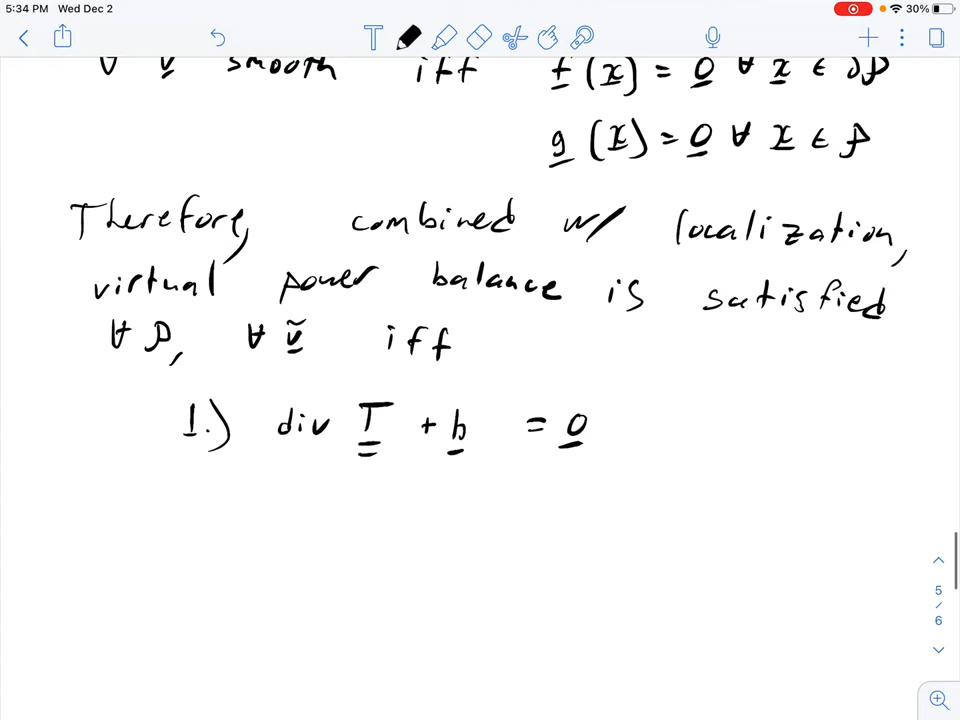 5:34 PM Wed Dec 2 30%
∀ ṽ smooth iff f(x) = 0 ∀ x ∈ ∂P
g(x) = 0 ∀ x ∈ P
Therefore, combined w/ localization,
virtual power balance is satisfied
∀ P, ∀ ṽ iff
1.) div T + b = 0
5
/
6